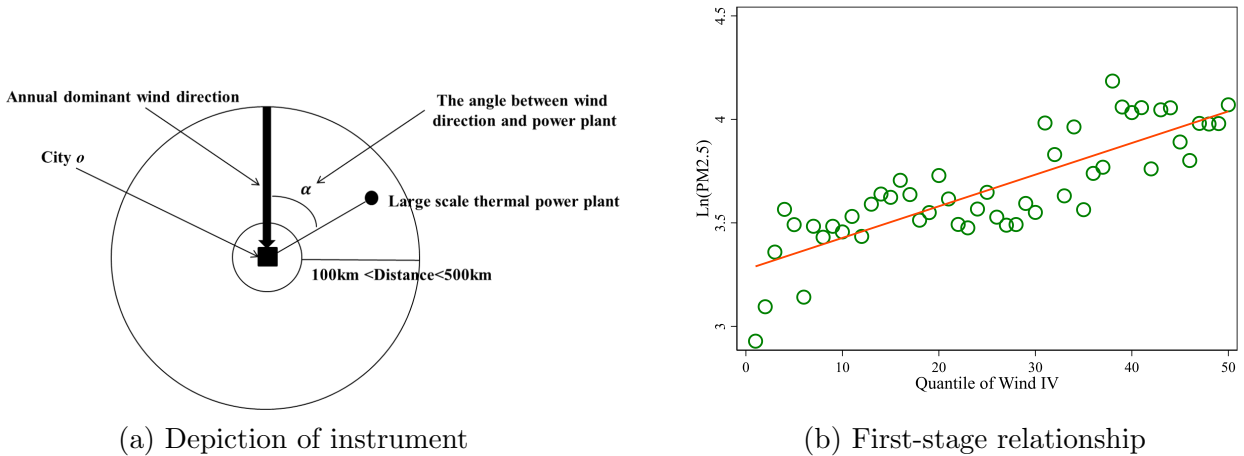 Annual dominant wind direction
The angle between wind
direction and power plant
City o
α
Large scale thermal power plant
100km <Distance<500km
(a) Depiction of instrument
Ln(PM2.5)
4.5
4
3.5
3
0 10 20 30 40 50
Quantile of Wind IV
(b) First-stage relationship